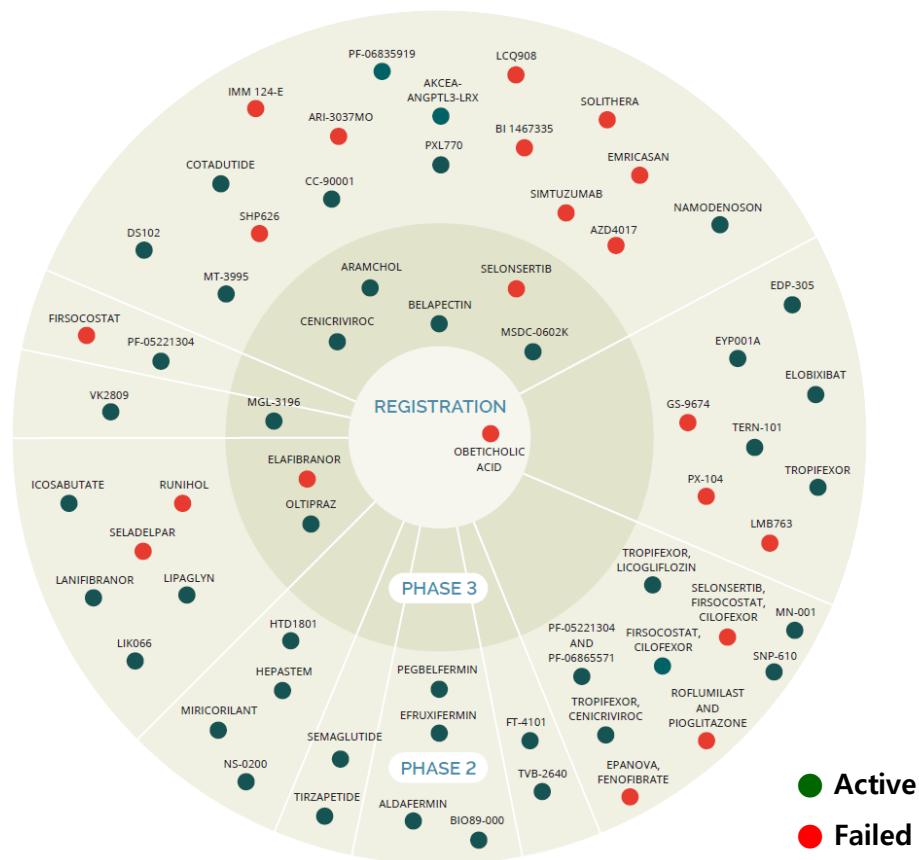 PF-06835919
LCQ908
IMM 124-E
AKCEA-
ANGPTL3-LRX
SOLITHERA
ARI-3037MO
BI 1467335
PXL770
EMRICASAN
COTADUTIDE
CC-90001
SIMTUZUMAB
NAMODENOSON
SHP626
AZD4017
DS102
MT-3995
ARAMCHOL
SELONSERTIB
EDP-305
BELAPECTIN
FIRSOCOSTAT
CENICRIVIROC
MSDC-0602K
PF-05221304
EYP001A
ELOBIXIBAT
VK2809
MGL-3196
REGISTRATION
GS-9674
TERN-101
OBETICHOLIC
ACID
ELAFIBRANOR
TROPIFEXOR
ICOSABUTATE
RUNIHOL
PX-104
OLTIPRAZ
LMB763
SELADELPAR
TROPIFEXOR,
LICOGLIFLOZIN
LANIFIBRANOR
LIPAGLYN
PHASE 3
SELONSERTIB,
FIRSOCOSTAT,
CILOFEXOR
MN-001
HTD1801
PF-05221304
AND
PF-06865571
FIRSOCOSTAT,
CILOFEXOR
LIK066
SNP-610
HEPASTEM
PEGBELFERMIN
ROFLUMILAST
AND
PIOGLITAZONE
MIRICORILANT
EFRUXIFERMIN
FT-4101
TROPIFEXOR,
CENICRIVIROC
SEMAGLUTIDE
NS-0200
PHASE 2
TVB-2640
EPANOVA,
FENOFIBRATE
TIRZAPETIDE
ALDAFERMIN
BIO89-000
Active
Failed